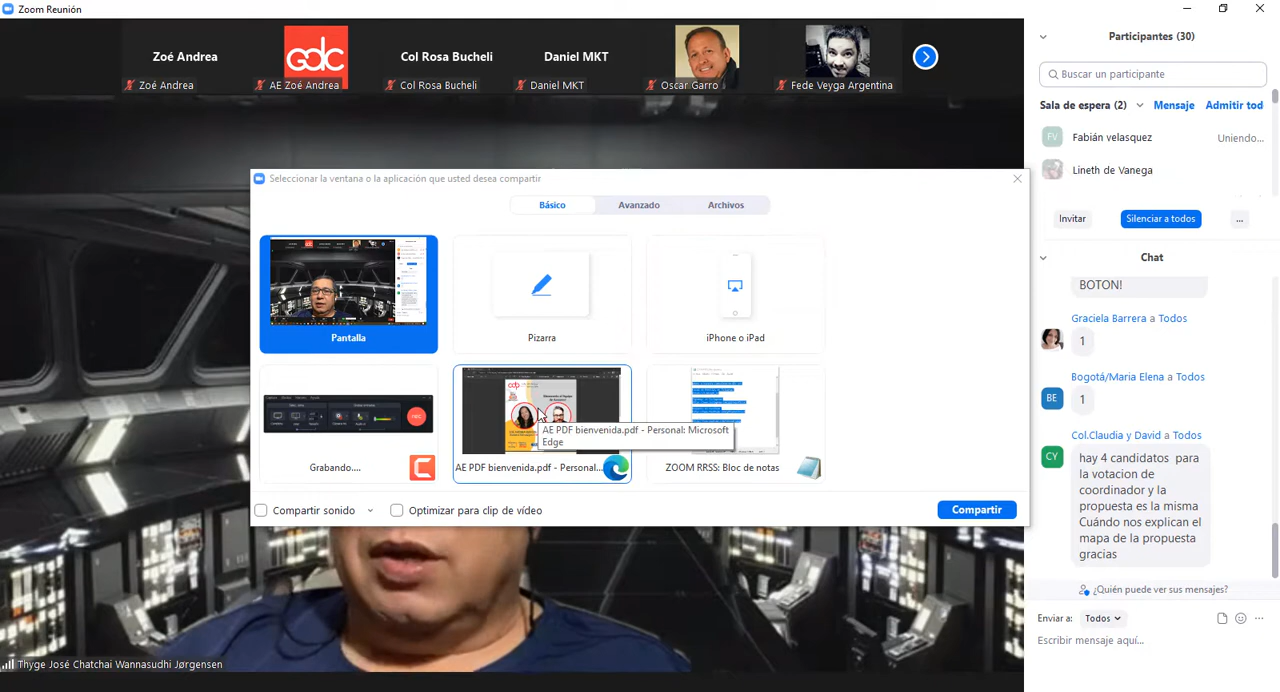 Zoom Reunión
Zoé Andrea
Col Rosa Bucheli
Daniel MKT
Zoé Andrea
AE Zoé Andrea
Col Rosa Bucheli
Daniel MKT
Oscar Garro
Fede Veyga Argentina
Participantes (30)
Buscar un participante
Sala de espera (2)
Mensaje
Admitir tod
FV
Fabián velasquez
Uniendo...
Lineth de Vanega
Invitar
Silenciar a todos
...
Seleccionar la ventana o la aplicación que usted desea compartir
Básico
Avanzado
Archivos
Pantalla
Pizarra
iPhone o iPad
Grabando....
AE PDF bienvenida.pdf - Personal...
AE PDF bienvenida.pdf - Personal: Microsoft
Edge
ZOOM RRSS: Bloc de notas
Compartir sonido
Optimizar para clip de vídeo
Compartir
Chat
BOTON!
Graciela Barrera a Todos
1
Bogotá/Maria Elena a Todos
BE
1
Col.Claudia y David a Todos
CY
hay 4 candidatos para
la votacion de
coordinador y la
propuesta es la misma
Cuándo nos explican el
mapa de la propuesta
gracias
¿Quién puede ver sus mensajes?
Enviar a:
Todos
Escribir mensaje aquí...
Thyge José Chatchai Wannasudhi Jørgensen